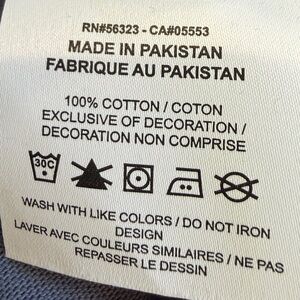 RN#56323 - CA#05553
MADE IN PAKISTAN
FABRIQUE AU PAKISTAN
100% COTTON / COTON
EXCLUSIVE OF DECORATION /
DECORATION NON COMPRISE
30C
WASH WITH LIKE COLORS / DO NOT IRON
DESIGN
LAVER AVEC COULEURS SIMILAIRES / NE PAS
REPASSER LE DESSIN